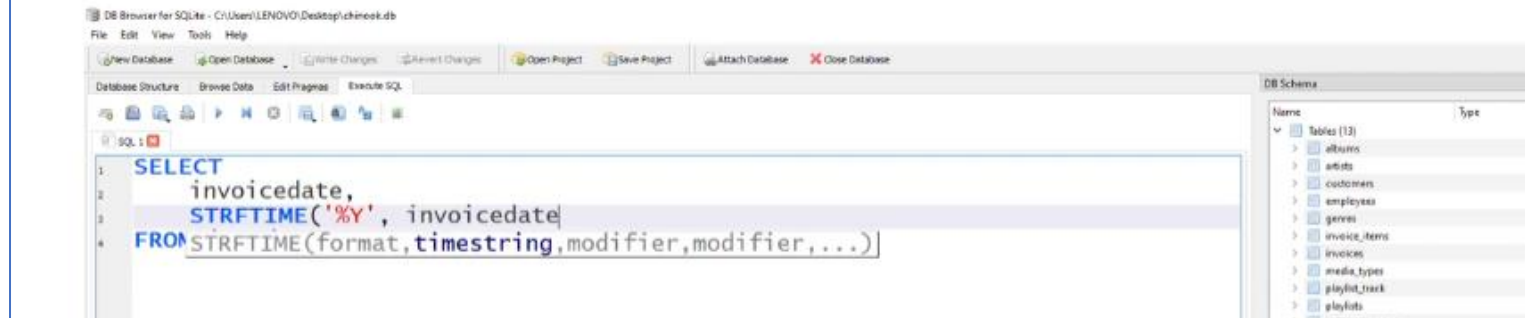 DB Browser for SQLite - C:\Users\LENOVO\Desktop\chinook.db
File Edit View Tools Help
New Database Open Database Write Changes Revert Changes Open Project Save Project Attach Database Close Database
Database Structure Browse Data Edit Pragmas Execute SQL
DB Schema
Name Type
SQL 1
Tables (13)
albums
artists
customers
employees
genres
invoice_items
invoices
media_types
playlist_track
playlists
1 SELECT
2 invoicedate,
3 STRFTIME('%Y', invoicedate
4 FROM
STRFTIME(format,timestring,modifier,modifier,...)